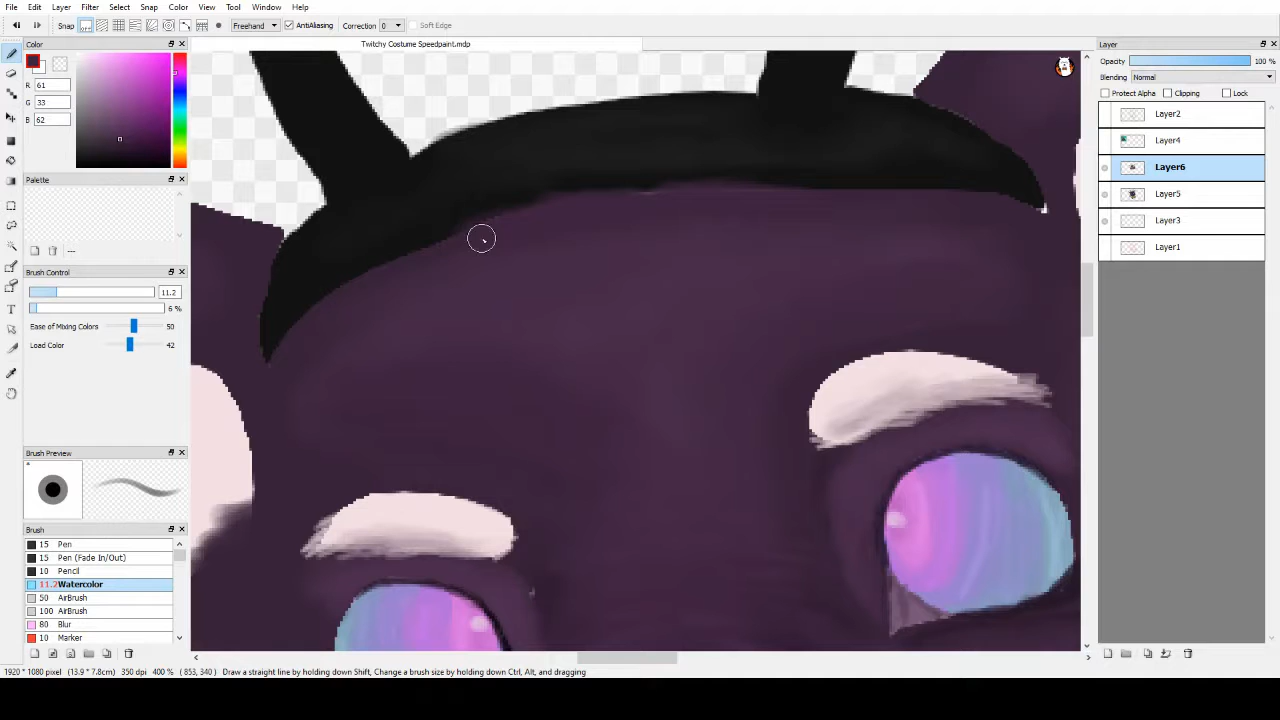 File Edit Layer Filter Select Snap Color View Tool Window Help
Snap Freehand AntiAliasing Correction 0 Soft Edge
Color
R 61
G 33
B 62
Palette
---
Brush Control
11.2
6 %
Ease of Mixing Colors 50
Load Color 42
Brush Preview
Brush
15 Pen
15 Pen (Fade In/Out)
10 Pencil
11.2 Watercolor
50 AirBrush
100 AirBrush
80 Blur
10 Marker
Twitchy Costume Speedpaint.mdp
Layer
Opacity 100 %
Blending Normal
Protect Alpha Clipping Lock
Layer2
Layer4
Layer6
Layer5
Layer3
Layer1
1920 * 1080 pixel (13.9 * 7.8cm) 350 dpi 400 % ( 853, 340 ) Draw a straight line by holding down Shift, Change a brush size by holding down Ctrl, Alt, and dragging